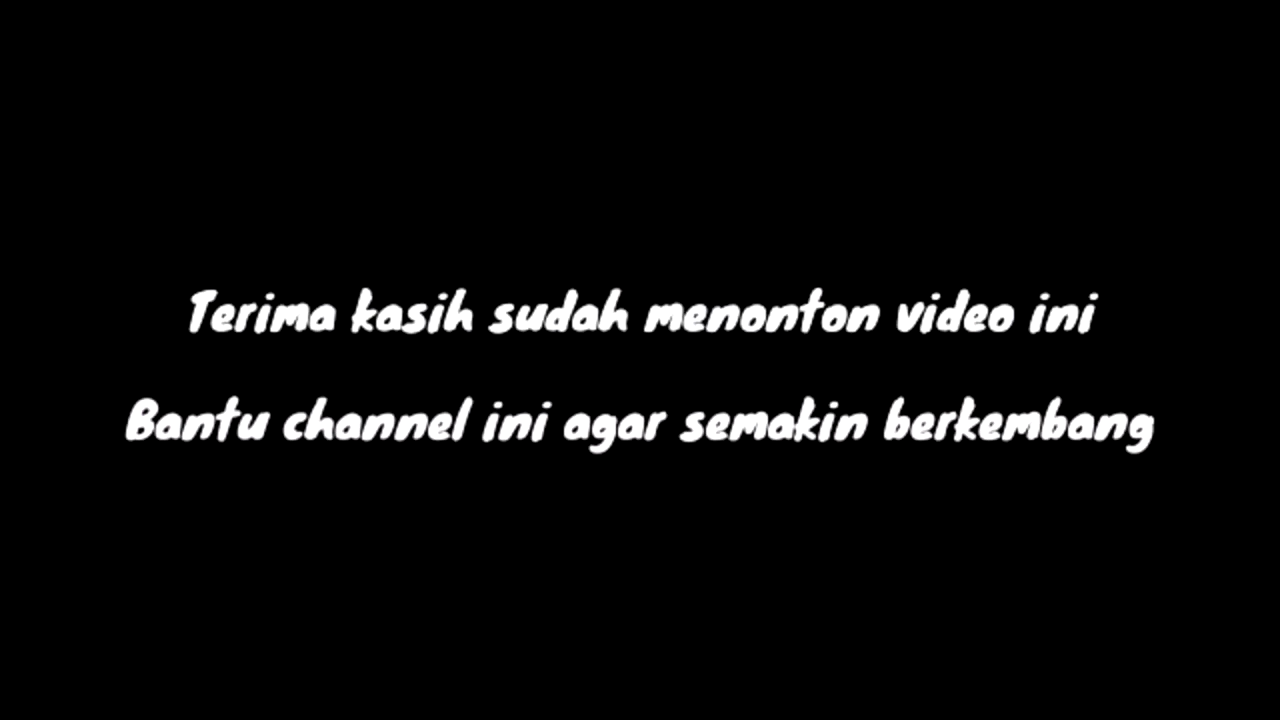 Terima kasih sudah menonton video ini
Bantu channel ini agar semakin berkembang